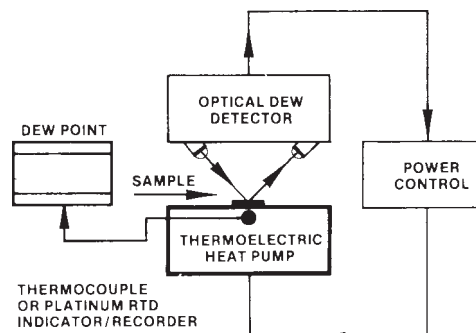 OPTICAL DEW
DETECTOR
DEW POINT
SAMPLE
POWER
CONTROL
THERMOELECTRIC
HEAT PUMP
THERMOCOUPLE
OR PLATINUM RTD
INDICATOR/RECORDER